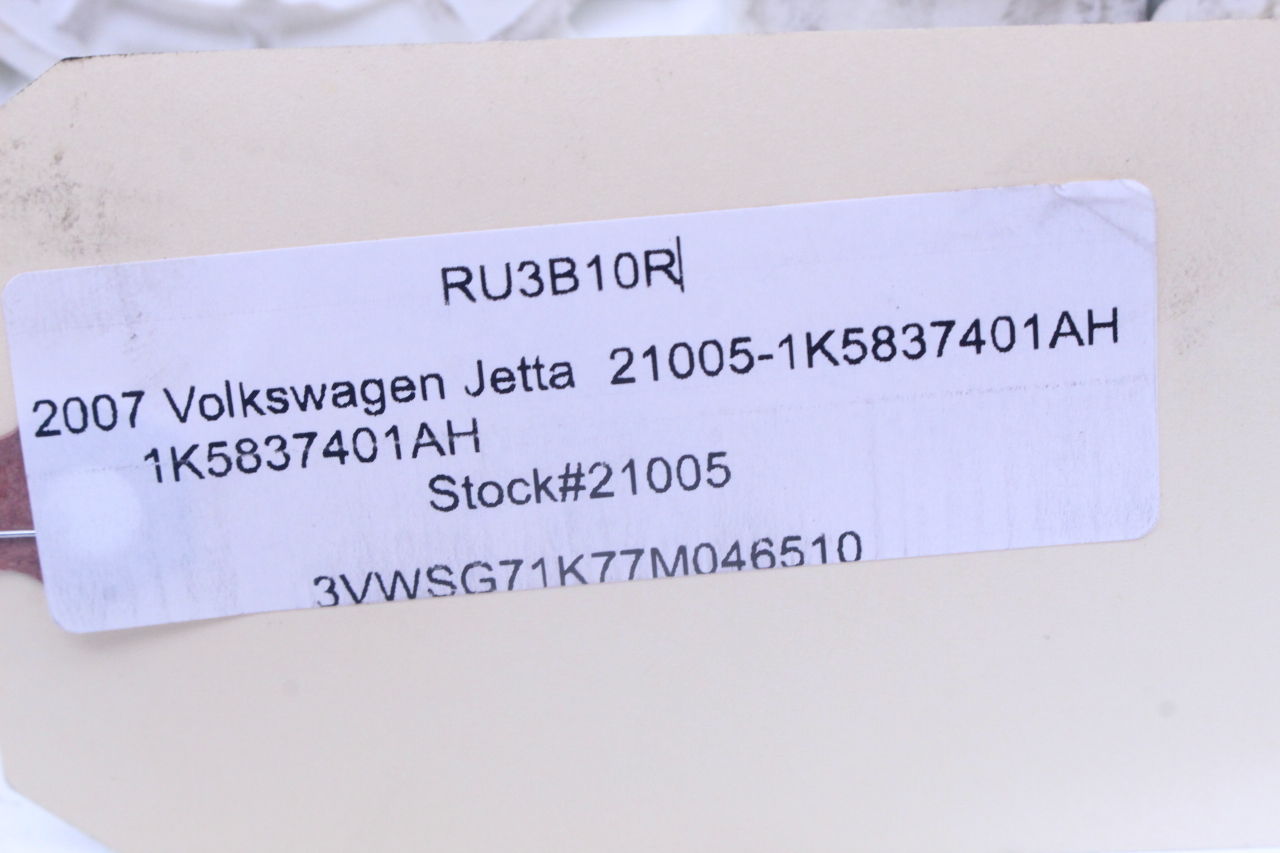 RU3B10R
2007 Volkswagen Jetta 21005-1K5837401AH
1K5837401AH
Stock#21005
3VWSG71K77M046510